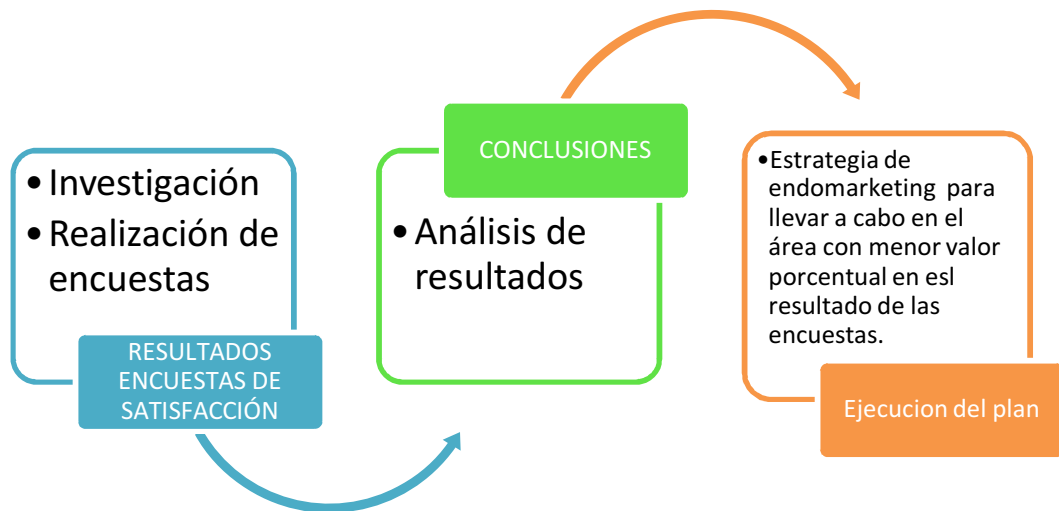 • Investigación
• Realización de
encuestas
RESULTADOS
ENCUESTAS DE
SATISFACCIÓN
CONCLUSIONES
• Análisis de
resultados
•Estrategia de
endomarketing para
llevar a cabo en el
área con menor valor
porcentual en esl
resultado de las
encuestas.
Ejecucion del plan